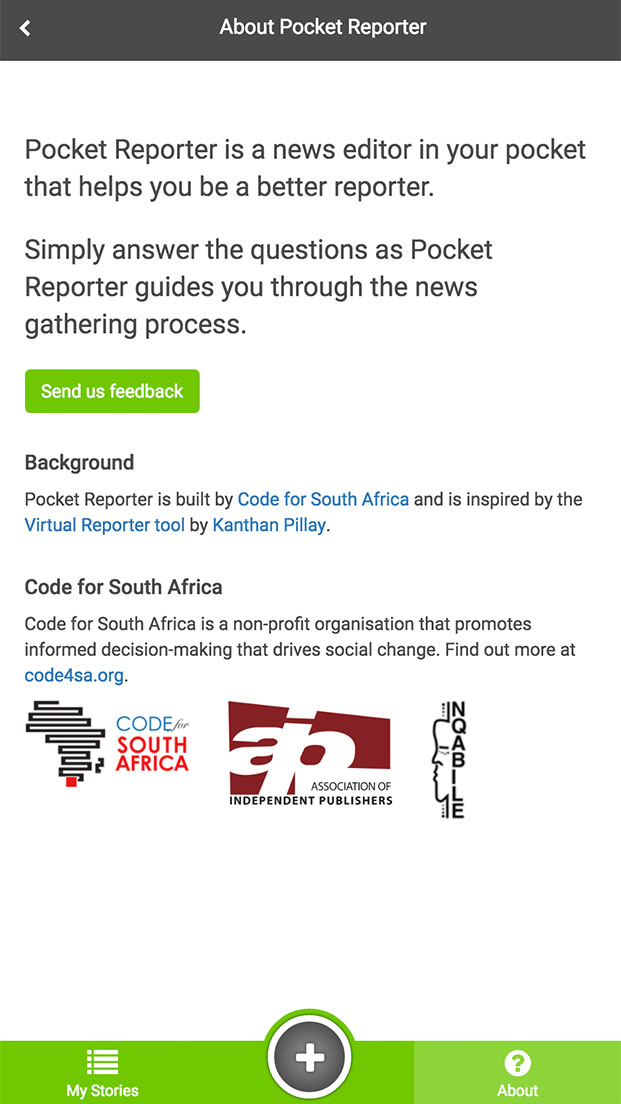 About Pocket Reporter
Pocket Reporter is a news editor in your pocket
that helps you be a better reporter.
Simply answer the questions as Pocket
Reporter guides you through the news
gathering process.
Send us feedback
Background
Pocket Reporter is built by Code for South Africa and is inspired by the
Virtual Reporter tool by Kanthan Pillay.
Code for South Africa
Code for South Africa is a non-profit organisation that promotes
informed decision-making that drives social change. Find out more at
code4sa.org.
CODE for
SOUTH
AFRICA
aip
ASSOCIATION OF
INDEPENDENT PUBLISHERS
INQABILE
My Stories
About